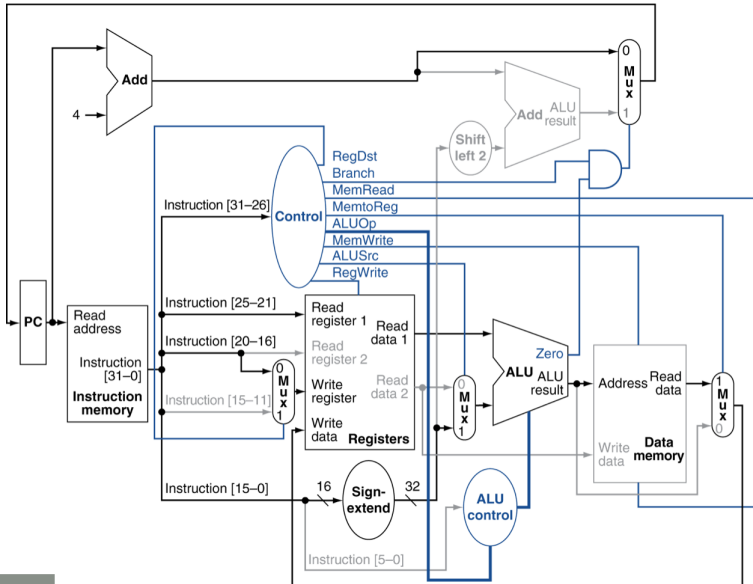 Add
4
0
Mux
1
Add
ALU
result
Shift
left 2
RegDst
Branch
MemRead
MemtoReg
ALUOp
MemWrite
ALUSrc
RegWrite
Control
Instruction [31–26]
Instruction [25–21]
Instruction [20–16]
Instruction [15–11]
Instruction [15–0]
Instruction [5–0]
PC
Read
address
Instruction
[31–0]
Instruction
memory
0
Mux
1
Read
register 1
Read
register 2
Write
register
Write
data
Read
data 1
Read
data 2
Registers
16
Sign-
extend
32
0
Mux
1
Zero
ALU
ALU
result
ALU
control
Address
Read
data
Write
data
Data
memory
1
Mux
0